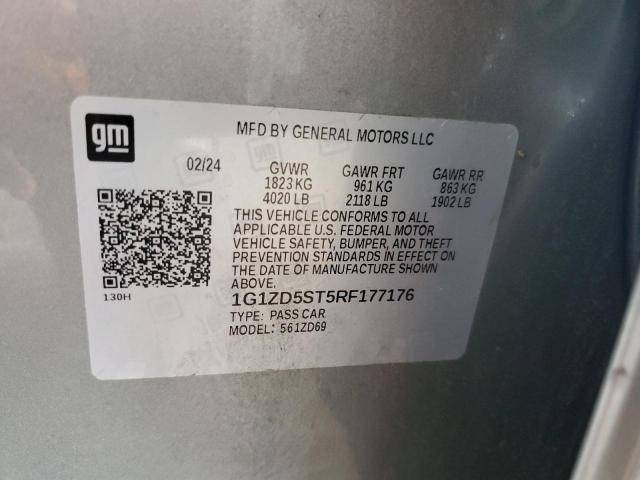 gm
MFD BY GENERAL MOTORS LLC
02/24 GVWR GAWR FRT GAWR RR
1823 KG 961 KG 863 KG
4020 LB 2118 LB 1902 LB
THIS VEHICLE CONFORMS TO ALL
APPLICABLE U.S. FEDERAL MOTOR
VEHICLE SAFETY, BUMPER, AND THEFT
PREVENTION STANDARDS IN EFFECT ON
THE DATE OF MANUFACTURE SHOWN
ABOVE.
130H
1G1ZD5ST5RF177176
TYPE: PASS CAR
MODEL: 561ZD69